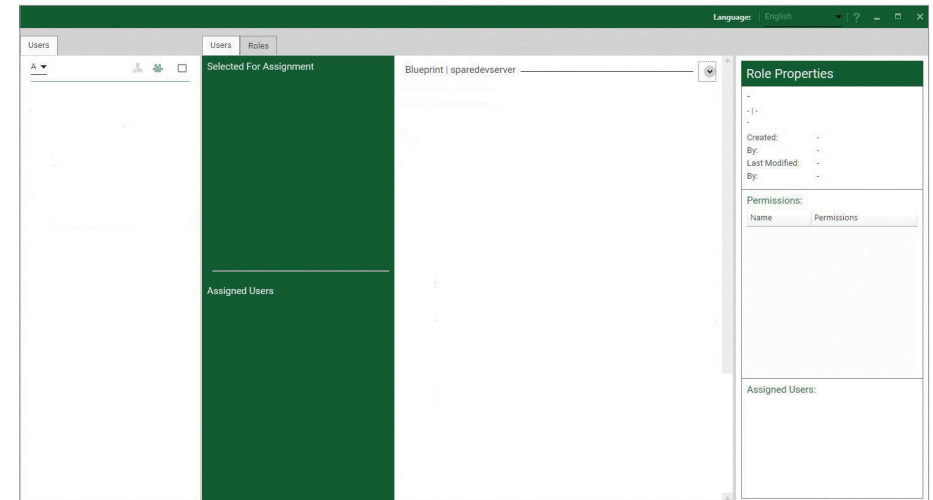 Language: English ?
Users
Users Roles
A
Selected For Assignment
Blueprint | sparedevserver
Assigned Users
Role Properties
-
- | -
-
Created: -
By: -
Last Modified: -
By: -
Permissions:
Name Permissions
Assigned Users: